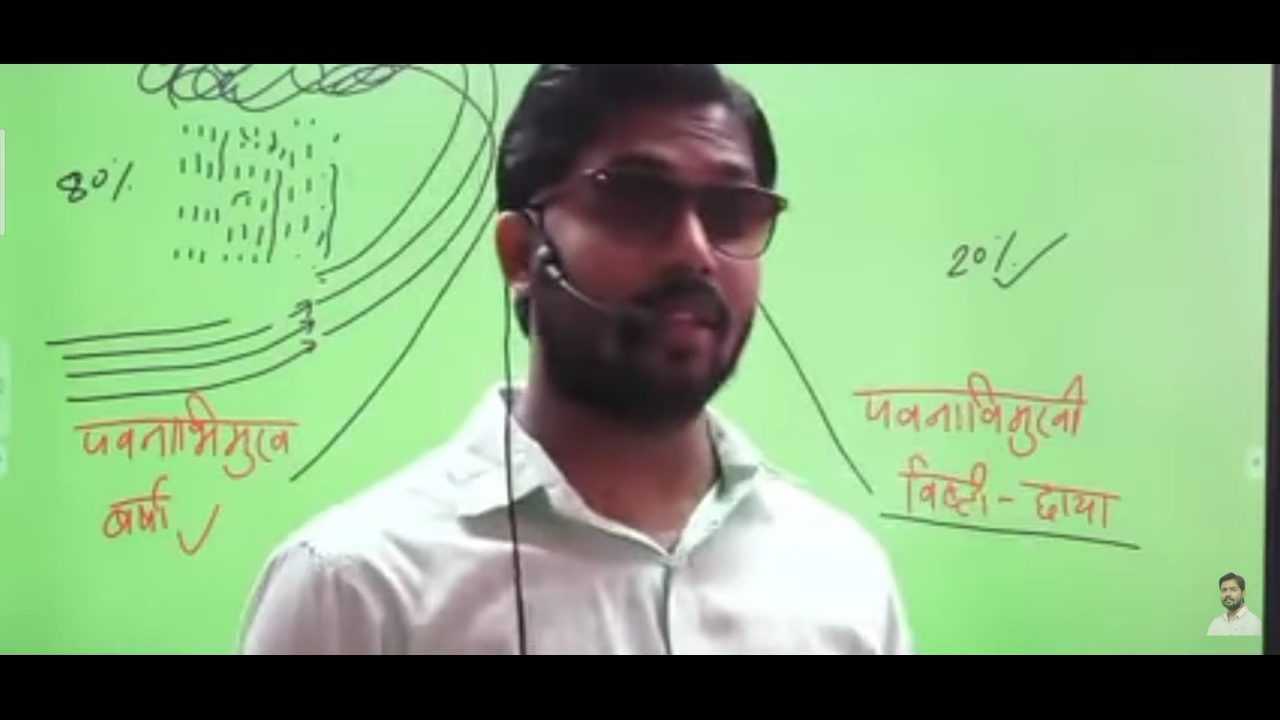 80%
20%
पवनाभिमुख
वर्षा
पवनाविमुखी
विष्टी - छाया